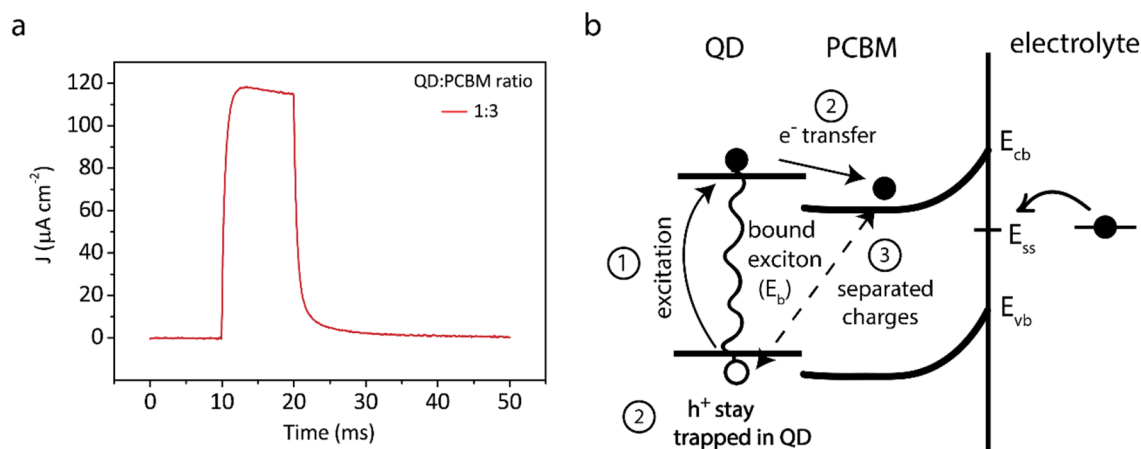 a
QD:PCBM ratio
1:3
120
100
80
60
40
20
0
J (μA cm⁻²)
0
10
20
30
40
50
Time (ms)
b
QD
PCBM
electrolyte
2
e⁻ transfer
E_cb
1
excitation
bound
exciton
(E_b)
3
separated
charges
E_ss
E_vb
2
h⁺ stay
trapped in QD